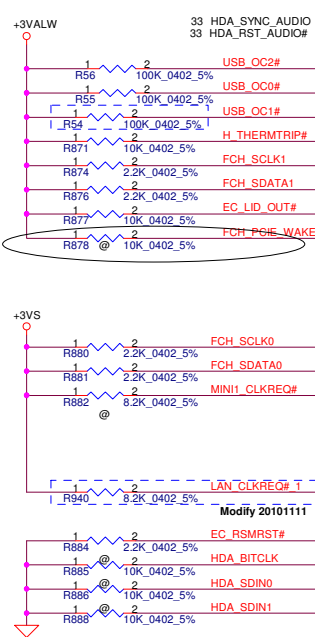 +3VALW
33 HDA_SYNC_AUDIO
33 HDA_RST_AUDIO#
1 2 USB_OC2#
R56 100K_0402_5%
1 2 USB_OC0#
R55 100K_0402_5%
1 2 USB_OC1#
R54 100K_0402_5%
1 2 H_THERMTRIP#
R871 10K_0402_5%
1 2 FCH_SCLK1
R874 2.2K_0402_5%
1 2 FCH_SDATA1
R876 2.2K_0402_5%
1 2 EC_LID_OUT#
R877 10K_0402_5%
1 2 FCH_PCIE_WAKE
R878 @ 10K_0402_5%
+3VS
1 2 FCH_SCLK0
R880 2.2K_0402_5%
1 2 FCH_SDATA0
R881 2.2K_0402_5%
1 2 MINI1_CLKREQ#
R882 8.2K_0402_5%
@
1 2 LAN_CLKREQ#_1
R940 8.2K_0402_5%
Modify 20101111
1 2 EC_RSMRST#
R884 2.2K_0402_5%
1 @ 2 HDA_BITCLK
R885 10K_0402_5%
1 @ 2 HDA_SDIN0
R886 10K_0402_5%
1 @ 2 HDA_SDIN1
R888 10K_0402_5%